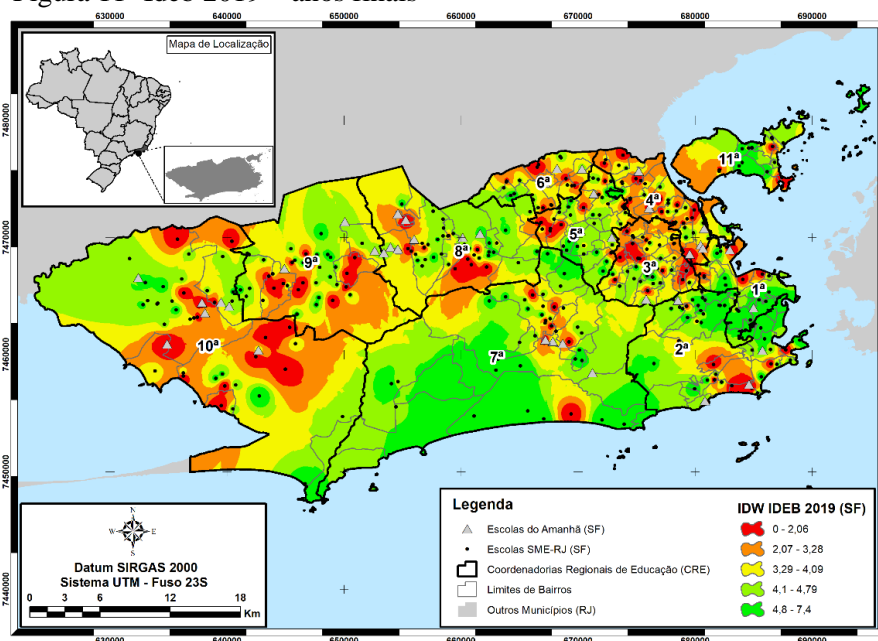 Figura 11- Ideb 2019 – anos finais
630000 640000 650000 660000 670000 680000 690000
Mapa de Localização
7480000
7470000
7460000
7450000
7440000
11ª
6ª
4ª
5ª
8ª
3ª
9ª
1ª
10ª
2ª
7ª
N
W E
S
Datum SIRGAS 2000
Sistema UTM - Fuso 23S
0 3 6 12 18
Km
Legenda
Escolas do Amanhã (SF)
Escolas SME-RJ (SF)
Coordenadorias Regionais de Educação (CRE)
Limites de Bairros
Outros Municípios (RJ)
IDW IDEB 2019 (SF)
0 - 2,06
2,07 - 3,28
3,29 - 4,09
4,1 - 4,79
4,8 - 7,4
630000 640000 650000 660000 670000 680000 690000